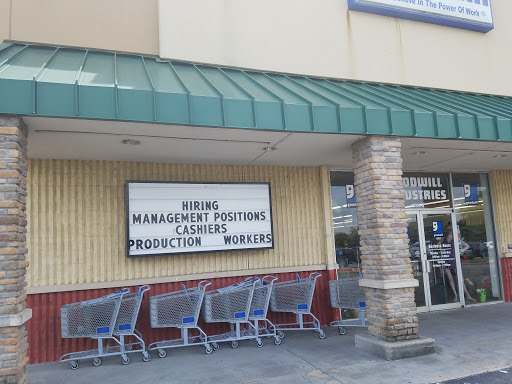 in The Power Of Work
HIRING
MANAGEMENT POSITIONS
CASHIERS
PRODUCTION WORKERS
ODWILL
USTRIES